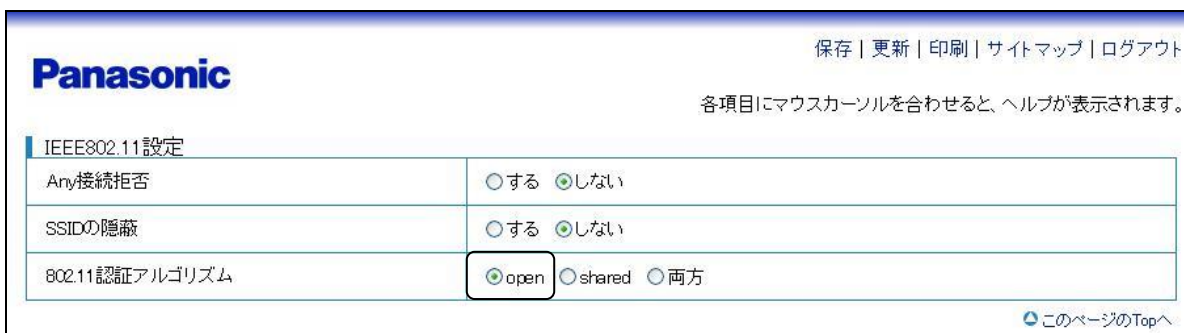 保存 | 更新 | 印刷 | サイトマップ | ログアウト
Panasonic
各項目にマウスカーソルを合わせると、ヘルプが表示されます。
IEEE802.11設定
Any接続拒否 する しない
SSIDの隠蔽 する しない
802.11認証アルゴリズム open shared 両方
このページのTopへ